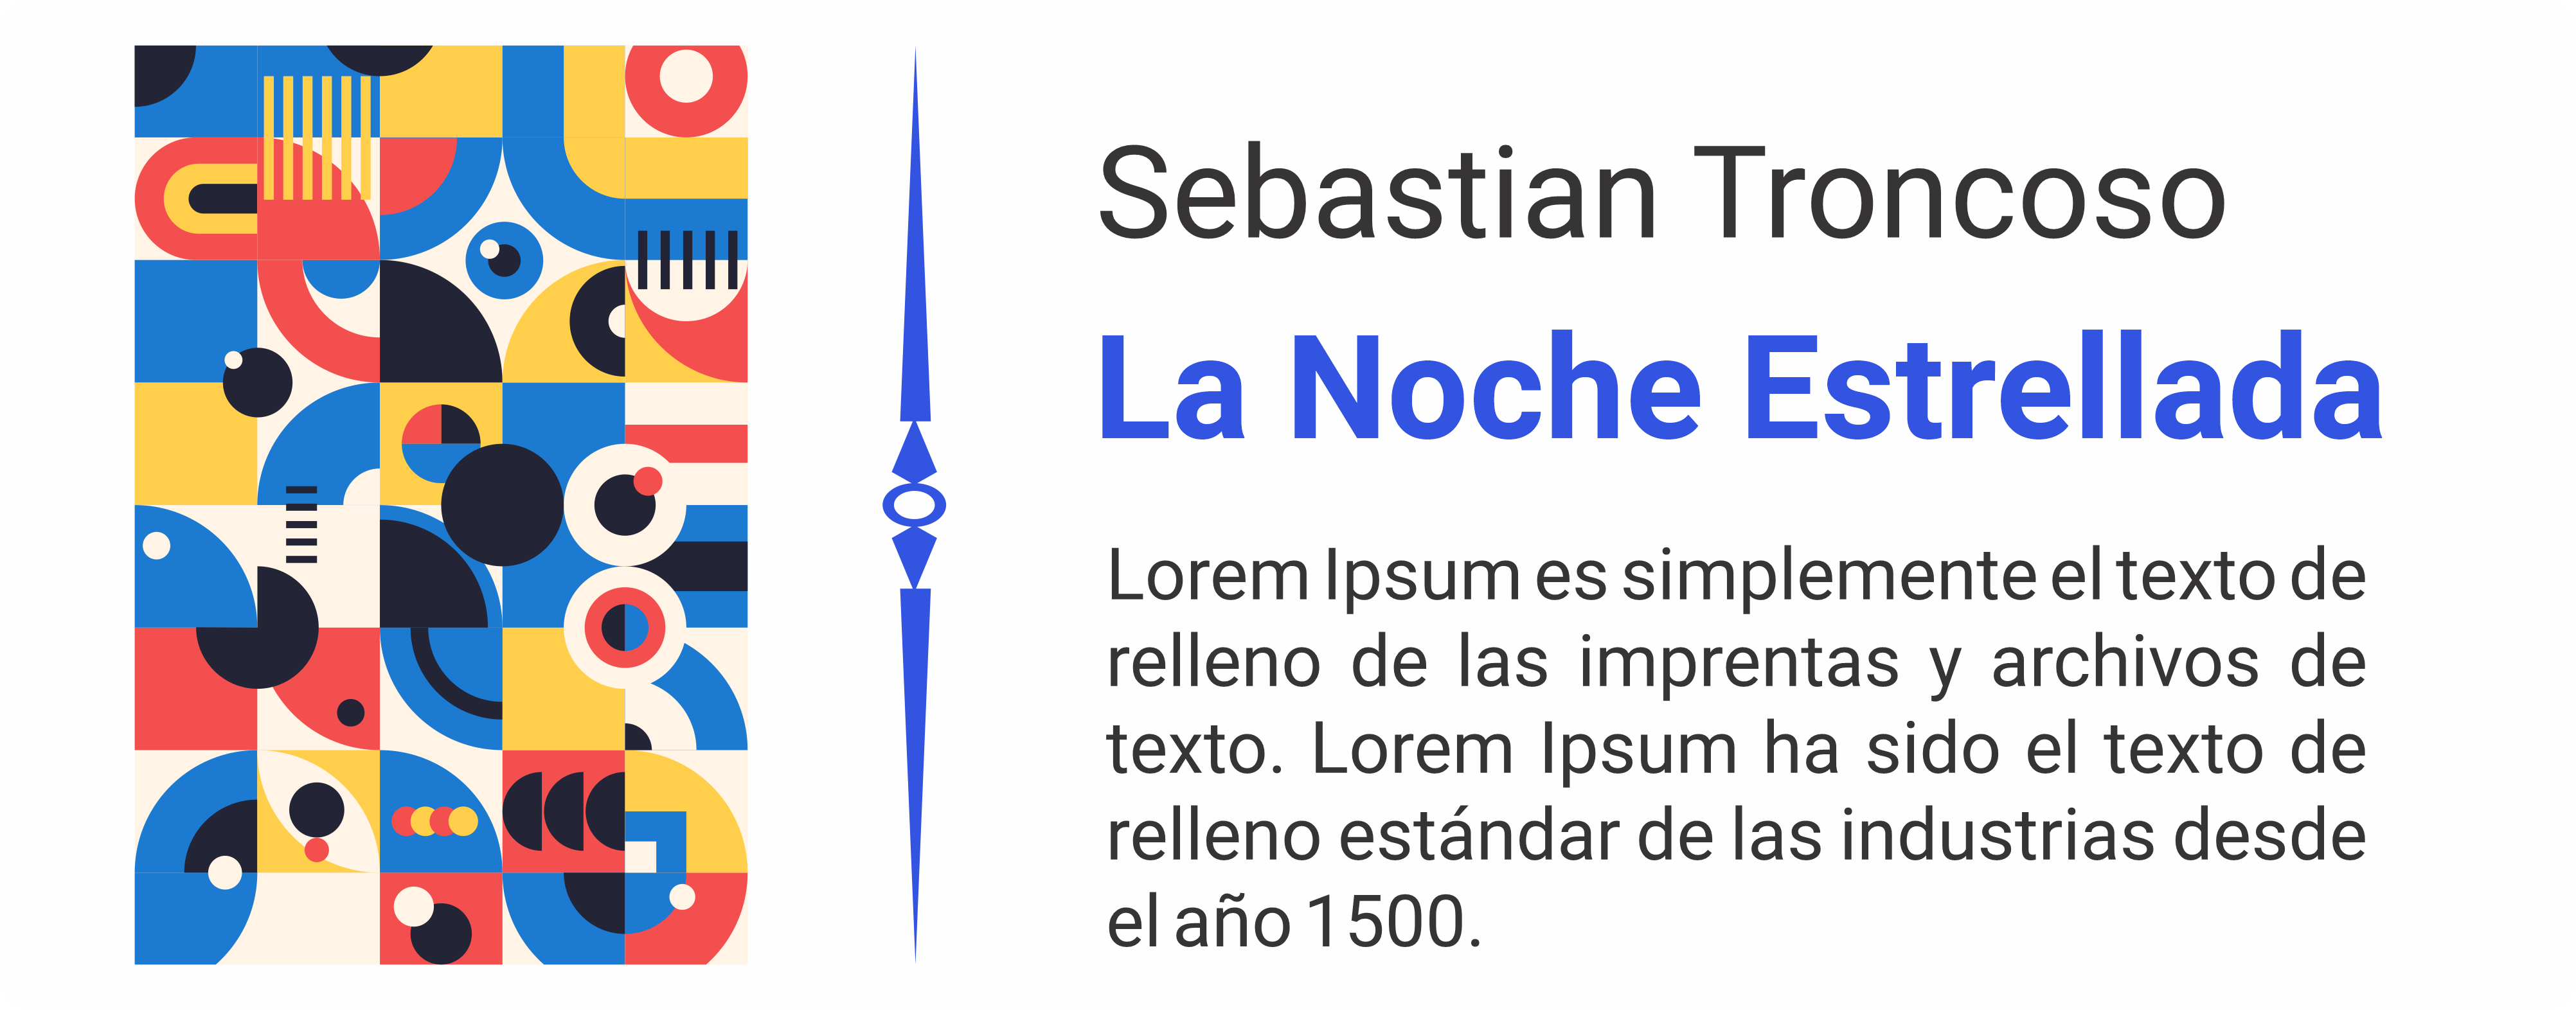 Sebastian Troncoso
La Noche Estrellada
Lorem Ipsum es simplemente el texto de
relleno de las imprentas y archivos de
texto. Lorem Ipsum ha sido el texto de
relleno estándar de las industrias desde
el año 1500.